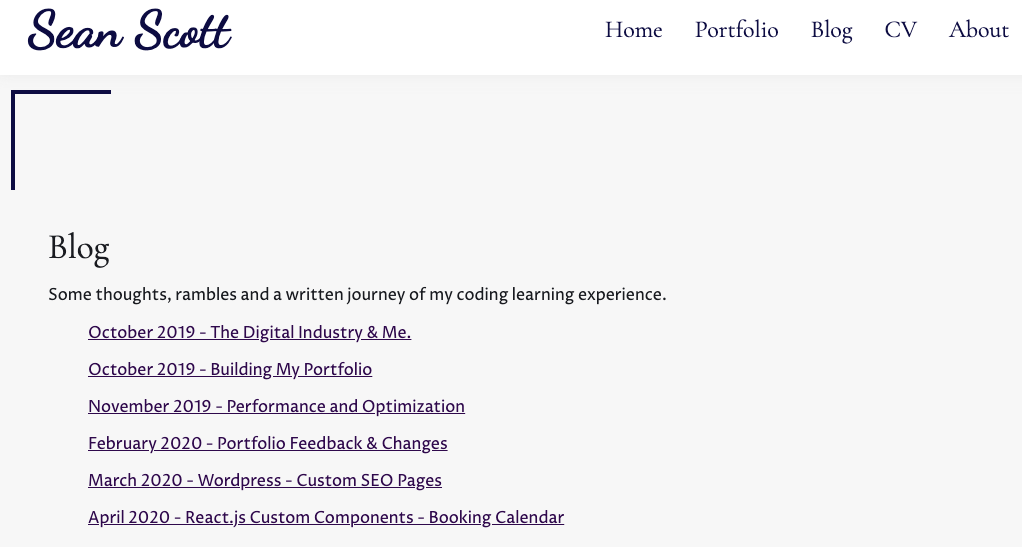 Sean Scott
Home Portfolio Blog CV About
Blog
Some thoughts, rambles and a written journey of my coding learning experience.
October 2019 - The Digital Industry & Me.
October 2019 - Building My Portfolio
November 2019 - Performance and Optimization
February 2020 - Portfolio Feedback & Changes
March 2020 - Wordpress - Custom SEO Pages
April 2020 - React.js Custom Components - Booking Calendar